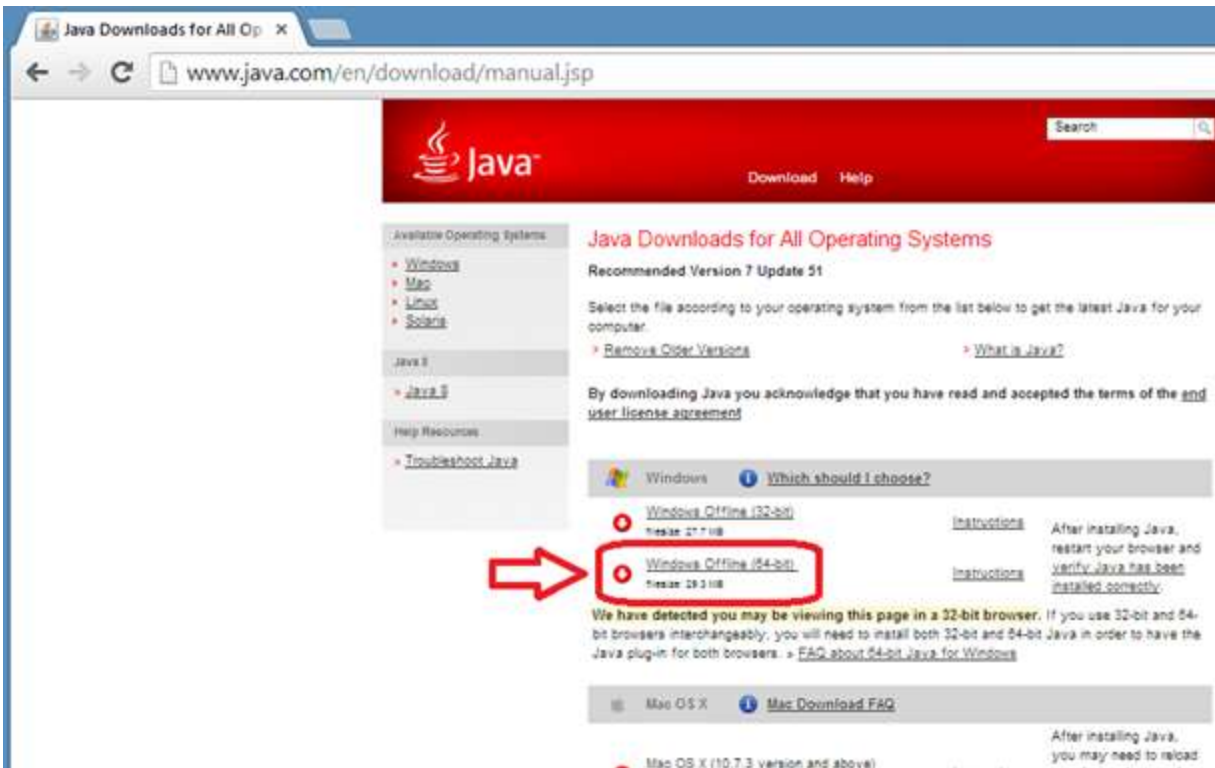 Java Downloads for All Op
www.java.com/en/download/manual.jsp
Search
Java™
Download Help
Available Operating Systems
Windows
Mac
Linux
Solaris
Java 8
Java 8
Help Resources
Troubleshoot Java
Java Downloads for All Operating Systems
Recommended Version 7 Update 51
Select the file according to your operating system from the list below to get the latest Java for your
computer.
Remove Older Versions
What is Java?
By downloading Java you acknowledge that you have read and accepted the terms of the end
user license agreement
Windows Which should I choose?
Windows Offline (32-bit)
filesize: 27.7 MB
Instructions
Windows Offline (64-bit)
filesize: 29.3 MB
Instructions
After installing Java,
restart your browser and
verify Java has been
installed correctly.
We have detected you may be viewing this page in a 32-bit browser. If you use 32-bit and 64-
bit browsers interchangeably, you will need to install both 32-bit and 64-bit Java in order to have the
Java plug-in for both browsers. » FAQ about 64-bit Java for Windows
Mac OS X Mac Download FAQ
Mac OS X (10.7.3 version and above)
After installing Java,
you may need to reload